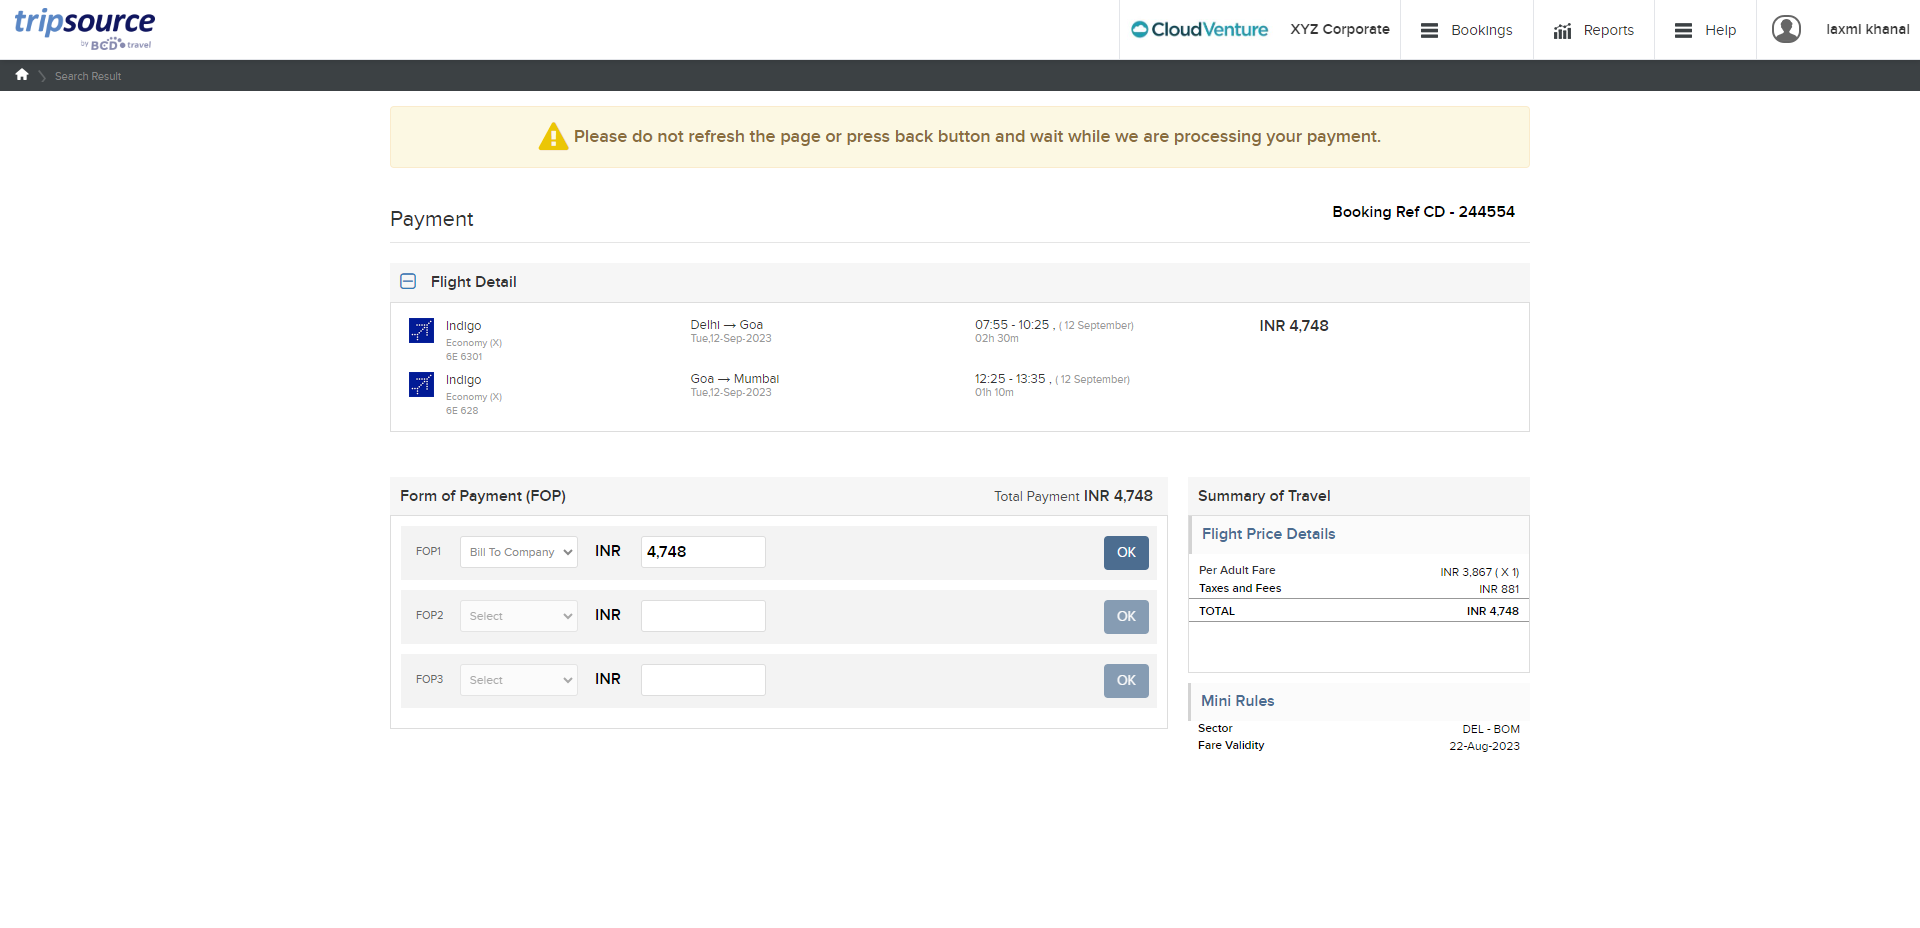 tripsource
by BCD travel
CloudVenture
XYZ Corporate
Bookings
Reports
Help
laxmi khanal
Search Result
Please do not refresh the page or press back button and wait while we are processing your payment.
Payment
Booking Ref CD - 244554
Flight Detail
Indigo
Economy (X)
6E 6301
Delhi → Goa
Tue,12-Sep-2023
07:55 - 10:25 , ( 12 September)
02h 30m
INR 4,748
Indigo
Economy (X)
6E 628
Goa → Mumbai
Tue,12-Sep-2023
12:25 - 13:35 , ( 12 September)
01h 10m
Form of Payment (FOP)
Total Payment INR 4,748
FOP1 Bill To Company INR 4,748 OK
FOP2 Select INR OK
FOP3 Select INR OK
Summary of Travel
Flight Price Details
Per Adult Fare INR 3,867 ( X 1)
Taxes and Fees INR 881
TOTAL INR 4,748
Mini Rules
Sector DEL - BOM
Fare Validity 22-Aug-2023